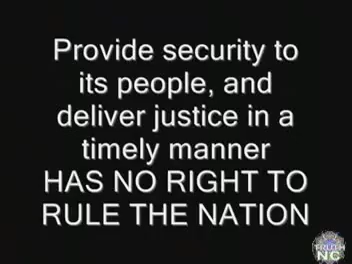 Provide security to
its people, and
deliver justice in a
timely manner
HAS NO RIGHT TO
RULE THE NATION
TRUTH
NC